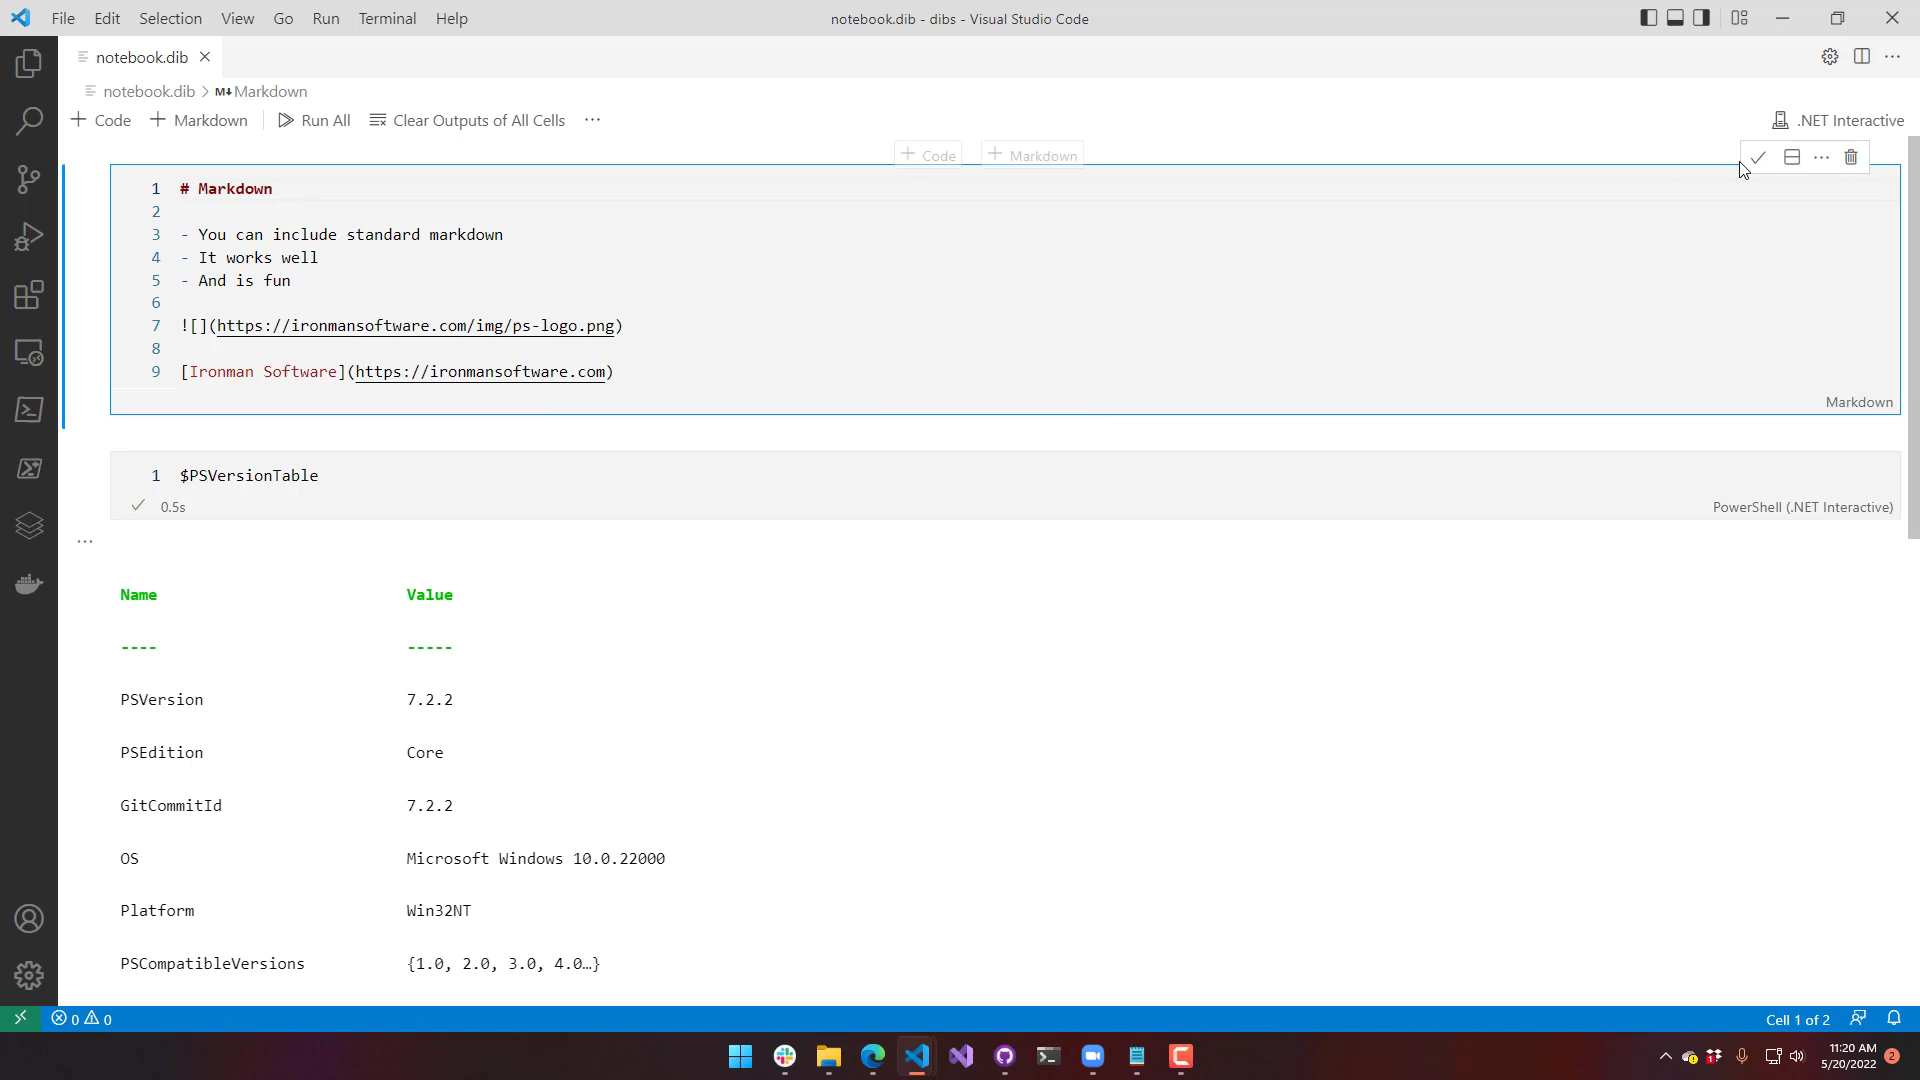 File Edit Selection View Go Run Terminal Help
notebook.dib - dibs - Visual Studio Code
notebook.dib
notebook.dib > Markdown
+ Code + Markdown Run All Clear Outputs of All Cells ...
.NET Interactive
+ Code + Markdown
1 # Markdown
2
3 - You can include standard markdown
4 - It works well
5 - And is fun
6
7 ![](https://ironmansoftware.com/img/ps-logo.png)
8
9 [Ironman Software](https://ironmansoftware.com)
Markdown
1 $PSVersionTable
0.5s
PowerShell (.NET Interactive)
...
Name Value
---- -----
PSVersion 7.2.2
PSEdition Core
GitCommitId 7.2.2
OS Microsoft Windows 10.0.22000
Platform Win32NT
PSCompatibleVersions {1.0, 2.0, 3.0, 4.0…}
0 0
Cell 1 of 2
11:20 AM
5/20/2022
2